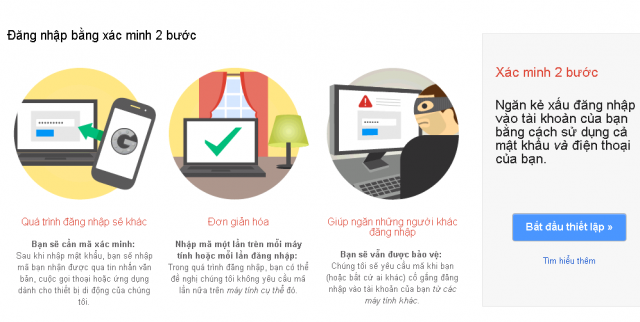 Đăng nhập bằng xác minh 2 bước
Quá trình đăng nhập sẽ khác
Bạn sẽ cần mã xác minh:
Sau khi nhập mật khẩu, bạn sẽ nhập
mã bạn nhận được qua tin nhắn văn
bản, cuộc gọi thoại hoặc ứng dụng
dành cho thiết bị di động của chúng
tôi.
Đơn giản hóa
Nhập mã một lần trên mỗi máy
tính hoặc mỗi lần đăng nhập:
Trong quá trình đăng nhập, bạn có thể
đề nghị chúng tôi không yêu cầu mã
lần nữa trên máy tính cụ thể đó.
Giúp ngăn những người khác
đăng nhập
Bạn sẽ vẫn được bảo vệ:
Chúng tôi sẽ yêu cầu mã khi bạn
(hoặc bất cứ ai khác) cố gắng đăng
nhập vào tài khoản của bạn từ các
máy tính khác.
Xác minh 2 bước
Ngăn kẻ xấu đăng nhập
vào tài khoản của bạn
bằng cách sử dụng cả
mật khẩu và điện thoại
của bạn.
Bắt đầu thiết lập »
Tìm hiểu thêm